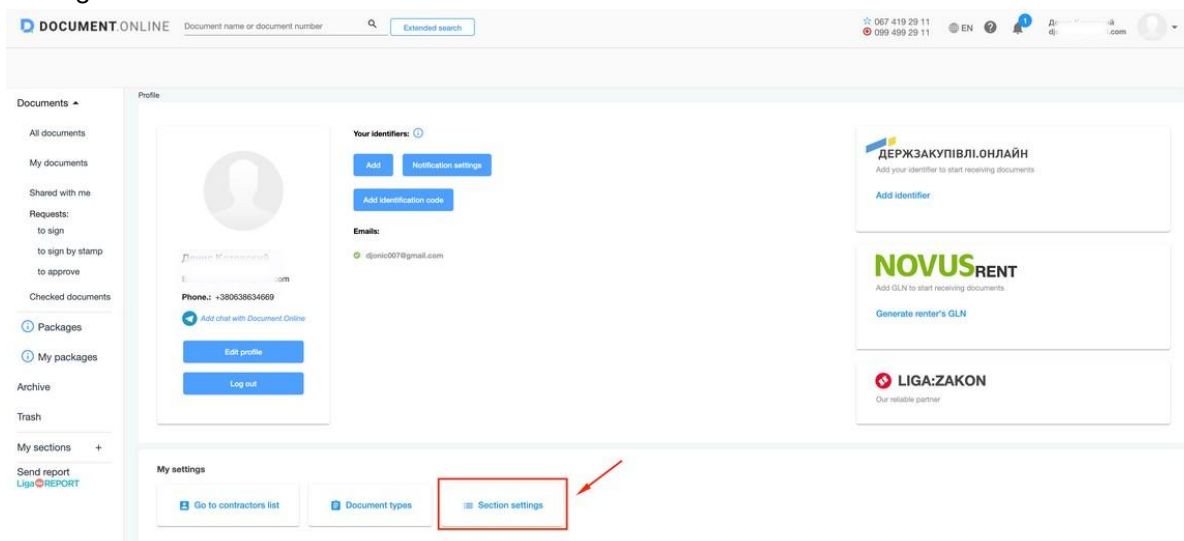 DOCUMENT.ONLINE
Document name or document number
Extended search
067 419 29 11
099 499 29 11
EN
.com
Documents
All documents
My documents
Shared with me
Requests:
to sign
to sign by stamp
to approve
Checked documents
Packages
My packages
Archive
Trash
My sections +
Send report
Liga REPORT
Profile
Phone.: +380638634669
Add chat with Document.Online
Edit profile
Log out
Your identifiers:
Add
Notification settings
Add identification code
Emails:
djonic007@gmail.com
ДЕРЖЗАКУПІВЛІ.ОНЛАЙН
Add your identifier to start receiving documents
Add identifier
NOVUS RENT
Add GLN to start receiving documents
Generate renter's GLN
LIGA:ZAKON
Our reliable partner
My settings
Go to contractors list
Document types
Section settings